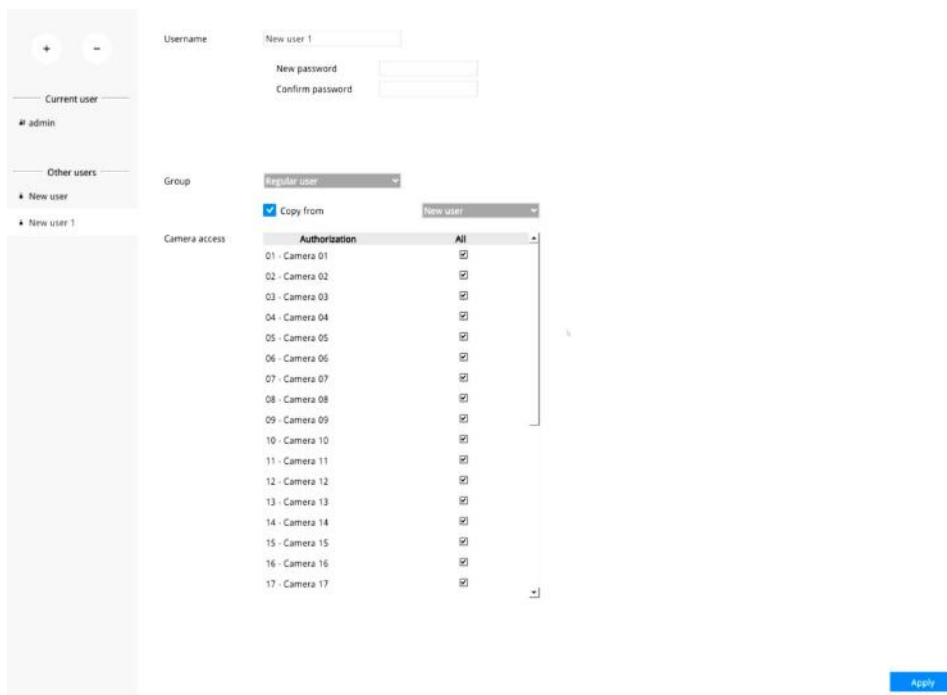 + -
Current user
admin
Other users
New user
New user 1
Username New user 1
New password
Confirm password
Group Regular user
Copy from New user
Camera access
Authorization All
01 - Camera 01
02 - Camera 02
03 - Camera 03
04 - Camera 04
05 - Camera 05
06 - Camera 06
07 - Camera 07
08 - Camera 08
09 - Camera 09
10 - Camera 10
11 - Camera 11
12 - Camera 12
13 - Camera 13
14 - Camera 14
15 - Camera 15
16 - Camera 16
17 - Camera 17
Apply